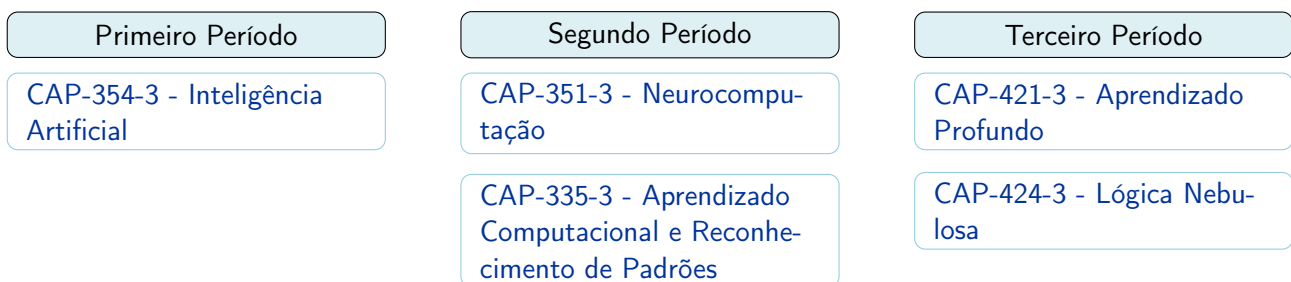 Primeiro Período
CAP-354-3 - Inteligência
Artificial
Segundo Período
CAP-351-3 - Neurocompu-
tação
CAP-335-3 - Aprendizado
Computacional e Reconhe-
cimento de Padrões
Terceiro Período
CAP-421-3 - Aprendizado
Profundo
CAP-424-3 - Lógica Nebu-
losa